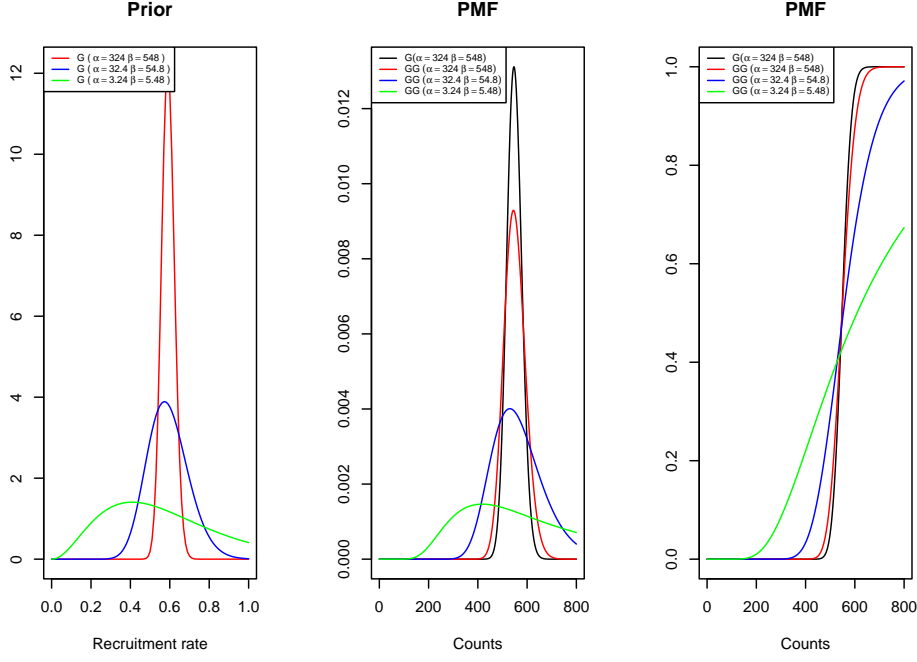 Prior
G ( α = 324 β = 548 )
G ( α = 32.4 β = 54.8 )
G ( α = 3.24 β = 5.48 )
0 2 4 6 8 10 12
0.0 0.2 0.4 0.6 0.8 1.0
Recruitment rate
PMF
G(α = 324 β = 548)
GG (α = 324 β = 548)
GG (α = 32.4 β = 54.8)
GG (α = 3.24 β = 5.48)
0.000 0.002 0.004 0.006 0.008 0.010 0.012
0 200 400 600 800
Counts
PMF
G(α = 324 β = 548)
GG (α = 324 β = 548)
GG (α = 32.4 β = 54.8)
GG (α = 3.24 β = 5.48)
0.0 0.2 0.4 0.6 0.8 1.0
0 200 400 600 800
Counts